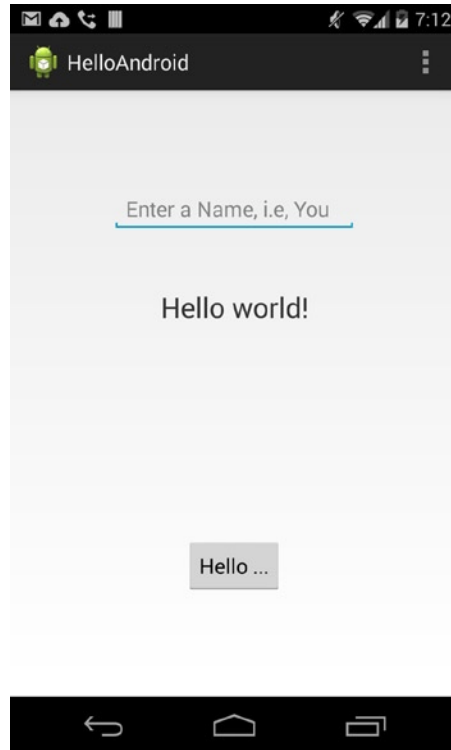 7:12
HelloAndroid
Enter a Name, i.e, You
Hello world!
Hello ...